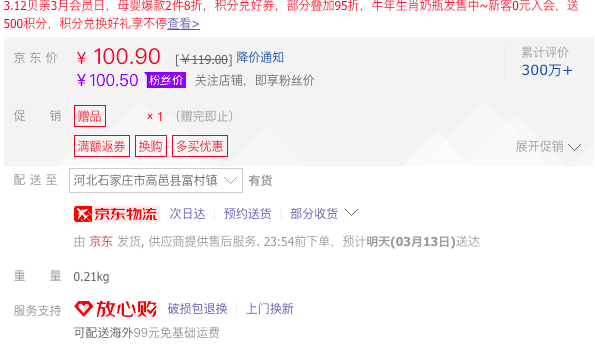 3.12贝亲3月会员日，母婴爆款2件8折，积分兑好券，部分叠加95折，牛年生肖奶瓶发售中~新客0元入会，送
500积分，积分兑换好礼享不停查看>
京东价 ￥100.90 [￥119.00] 降价通知 累计评价
￥100.50 粉丝价 关注店铺，即享粉丝价 300万+
促销 赠品 ×1 （赠完即止）
满额返券 换购 多买优惠 展开促销
配送至 河北石家庄市高邑县富村镇 有货
京东物流 次日达 预约送货 部分收货
由 京东 发货, 供应商提供售后服务. 23:54前下单，预计明天(03月13日)送达
重量 0.21kg
服务支持 放心购 破损包退换 上门换新
可配送海外99元免基础运费